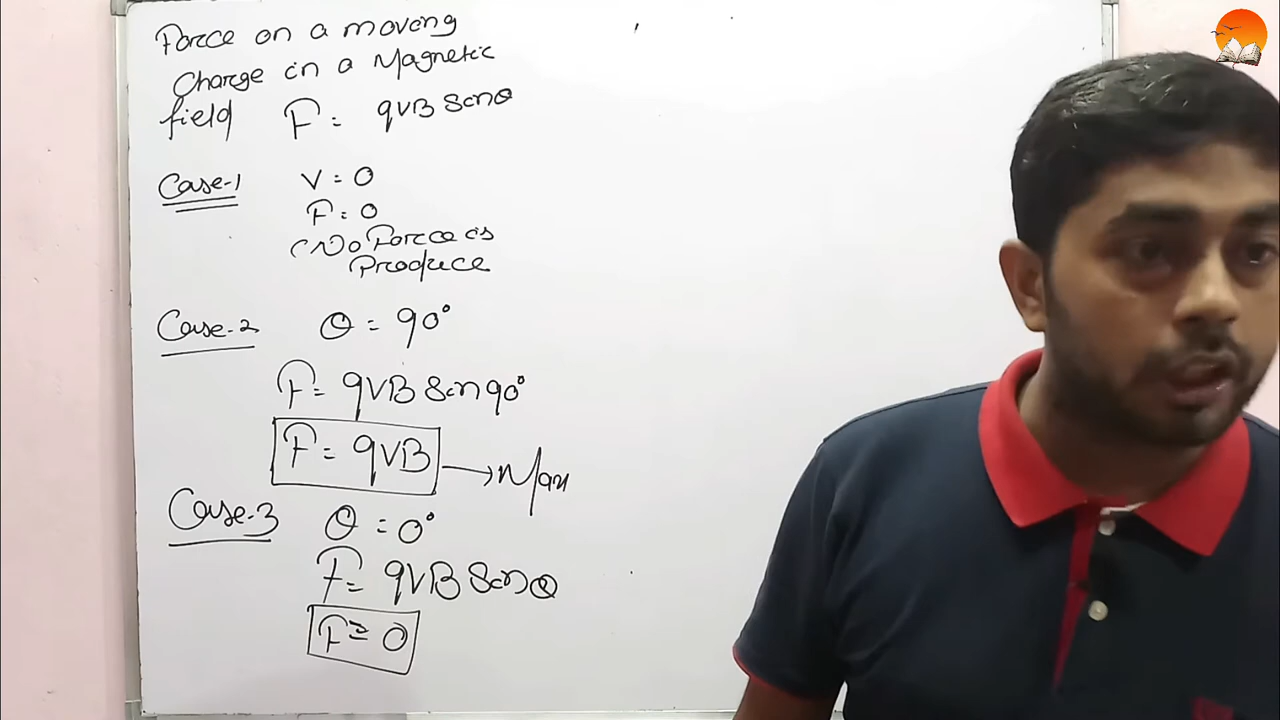 Force on a moving
Charge in a Magnetic
field F = qvB Sinθ
Case-1 V = 0
F = 0
(No Force is
Produce
Case-2 θ = 90°
F = qVB Sin90°
F = qVB → Max
Case-3 θ = 0°
F = qVB Sinθ
F = 0